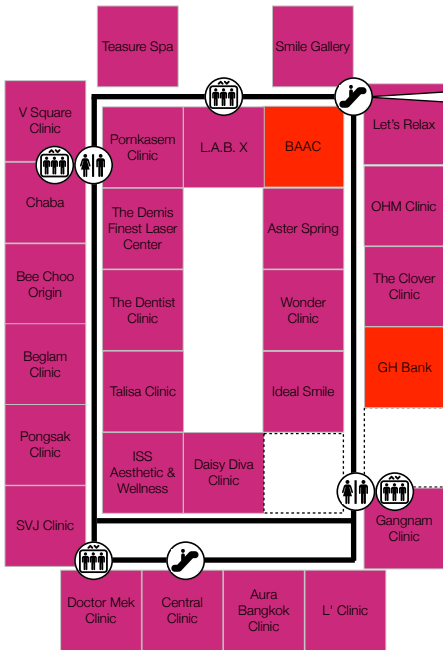 Teasure Spa
Smile Gallery
V Square
Clinic
Pornkasem
Clinic
L.A.B. X
BAAC
Let's Relax
Chaba
The Demis
Finest Laser
Center
Aster Spring
OHM Clinic
Bee Choo
Origin
The Dentist
Clinic
Wonder
Clinic
The Clover
Clinic
Beglam
Clinic
Talisa Clinic
Ideal Smile
GH Bank
Pongsak
Clinic
ISS
Aesthetic &
Wellness
Daisy Diva
Clinic
SVJ Clinic
Gangnam
Clinic
Doctor Mek
Clinic
Central
Clinic
Aura
Bangkok
Clinic
L' Clinic